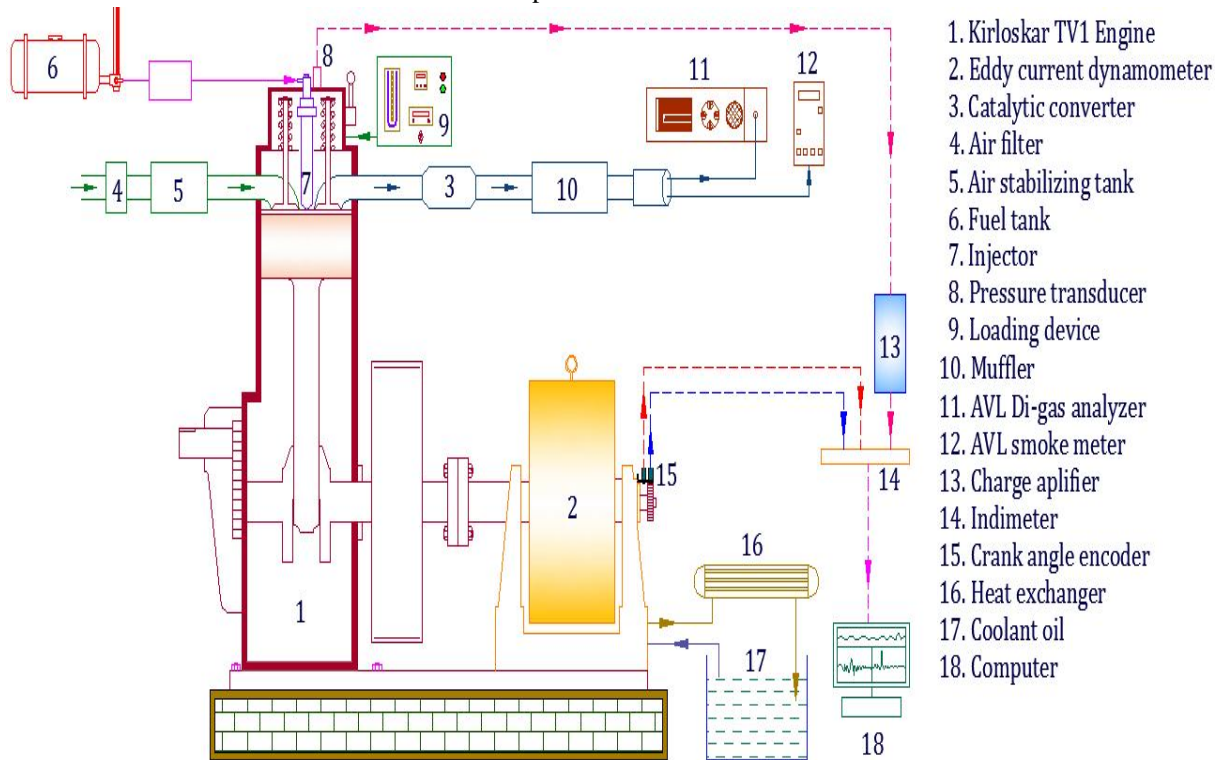 6
8
9
11
12
4
5
7
3
10
13
15
14
2
16
1
17
18
1. Kirloskar TV1 Engine
2. Eddy current dynamometer
3. Catalytic converter
4. Air filter
5. Air stabilizing tank
6. Fuel tank
7. Injector
8. Pressure transducer
9. Loading device
10. Muffler
11. AVL Di-gas analyzer
12. AVL smoke meter
13. Charge aplifier
14. Indimeter
15. Crank angle encoder
16. Heat exchanger
17. Coolant oil
18. Computer